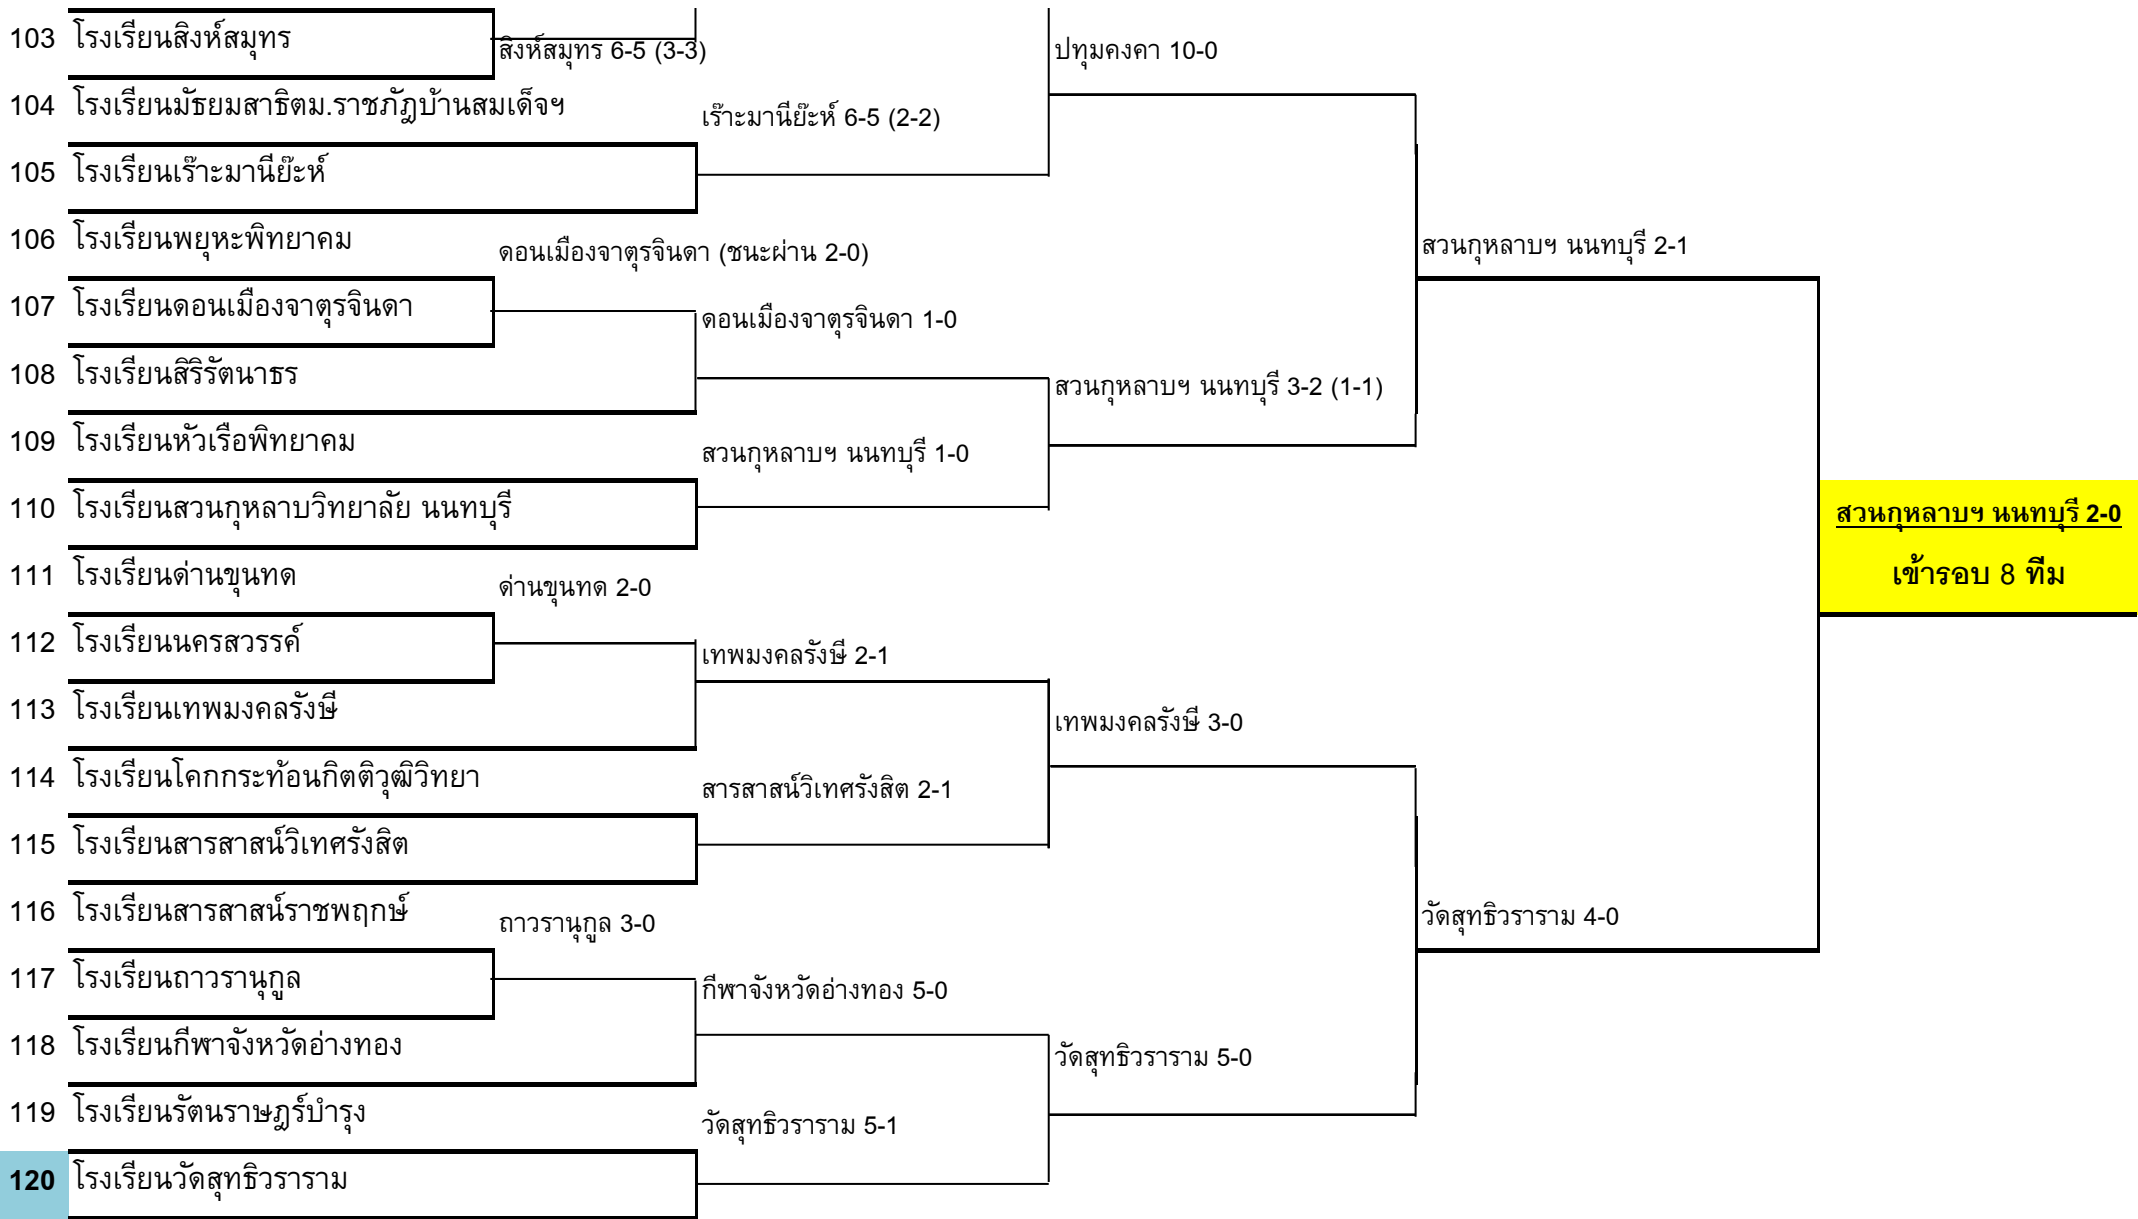 103 โรงเรียนสิงห์สมุทร
สิงห์สมุทร 6-5 (3-3)
ปทุมคงคา 10-0
104 โรงเรียนมัธยมสาธิตม.ราชภัฎบ้านสมเด็จฯ
เร๊าะมานีย๊ะห์ 6-5 (2-2)
105 โรงเรียนเร๊าะมานีย๊ะห์
106 โรงเรียนพยุหะพิทยาคม
ดอนเมืองจาตุรจินดา (ชนะผ่าน 2-0)
สวนกุหลาบฯ นนทบุรี 2-1
107 โรงเรียนดอนเมืองจาตุรจินดา
ดอนเมืองจาตุรจินดา 1-0
108 โรงเรียนสิริรัตนาธร
สวนกุหลาบฯ นนทบุรี 3-2 (1-1)
109 โรงเรียนหัวเรือพิทยาคม
สวนกุหลาบฯ นนทบุรี 1-0
110 โรงเรียนสวนกุหลาบวิทยาลัย นนทบุรี
สวนกุหลาบฯ นนทบุรี 2-0
เข้ารอบ 8 ทีม
111 โรงเรียนด่านขุนทด
ด่านขุนทด 2-0
112 โรงเรียนนครสวรรค์
เทพมงคลรังษี 2-1
113 โรงเรียนเทพมงคลรังษี
เทพมงคลรังษี 3-0
114 โรงเรียนโคกกระท้อนกิตติวุฒิวิทยา
สารสาสน์วิเทศรังสิต 2-1
115 โรงเรียนสารสาสน์วิเทศรังสิต
116 โรงเรียนสารสาสน์ราชพฤกษ์
ถาวรานุกูล 3-0
วัดสุทธิวราราม 4-0
117 โรงเรียนถาวรานุกูล
กีฬาจังหวัดอ่างทอง 5-0
118 โรงเรียนกีฬาจังหวัดอ่างทอง
วัดสุทธิวราราม 5-0
119 โรงเรียนรัตนราษฎร์บำรุง
วัดสุทธิวราราม 5-1
120 โรงเรียนวัดสุทธิวราราม